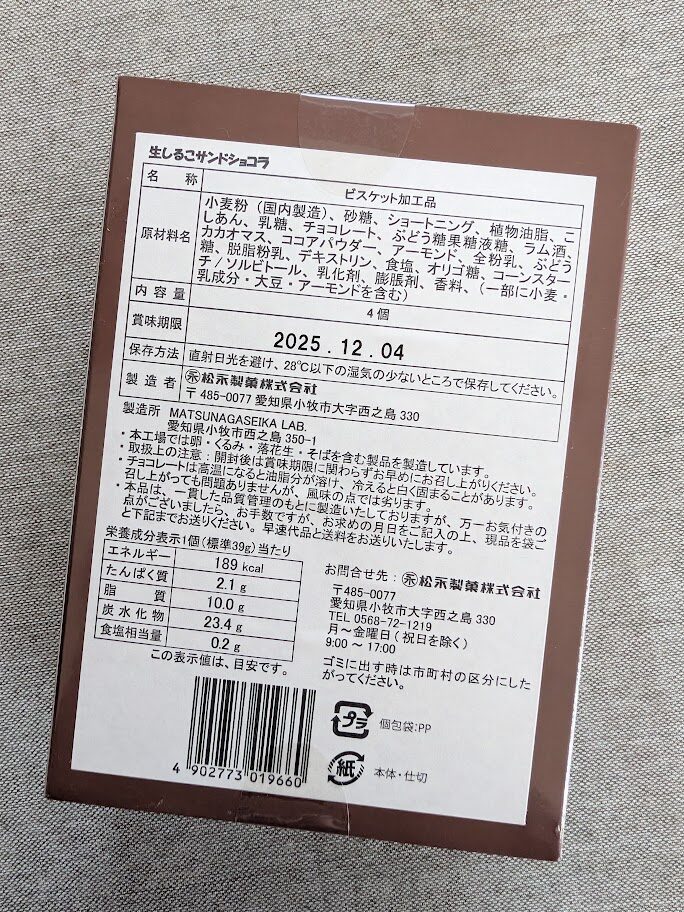 生しるこサンドショコラ
名称 ビスケット加工品
原材料名 小麦粉（国内製造）、砂糖、ショートニング、植物油脂、こ
しあん、乳糖、チョコレート、ぶどう糖果糖液糖、ラム酒、
カカオマス、ココアパウダー、アーモンド、全粉乳、ぶどう
糖、脱脂粉乳、デキストリン、食塩、オリゴ糖、コーンスター
チ/ソルビトール、乳化剤、膨脹剤、香料、（一部に小麦・
乳成分・大豆・アーモンドを含む）
内容量 4個
賞味期限 2025.12.04
保存方法 直射日光を避け、28℃以下の湿気の少ないところで保存してください。
製造者 永松永製菓株式会社
〒485-0077 愛知県小牧市大字西之島330
製造所 MATSUNAGASEIKA LAB.
愛知県小牧市西之島350-1
・本工場では卵・くるみ・落花生・そばを含む製品を製造しています。
・取扱上の注意：開封後は賞味期限に関わらずお早めにお召し上がりください。
・チョコレートは高温になると油脂分が溶け、冷えると白く固まることがあります。
召し上がっても問題ありませんが、風味の点では劣ります。
・本品は、一貫した品質管理のもとに製造いたしておりますが、万一お気付きの
点がございましたら、お手数ですが、お求めの月日をご記入の上、現品を袋ご
と下記までお送りください。早速代品と送料をお送りいたします。
栄養成分表示1個（標準39g）当たり
エネルギー 189 kcal
たんぱく質 2.1 g
脂質 10.0 g
炭水化物 23.4 g
食塩相当量 0.2 g
この表示値は、目安です。
お問合せ先：永松永製菓株式会社
〒485-0077
愛知県小牧市大字西之島330
TEL 0568-72-1219
月～金曜日（祝日を除く）
9:00 ～ 17:00
ゴミに出す時は市町村の区分にした
がってください。
プラ 個包袋:PP
紙 本体・仕切
4 902773 019660